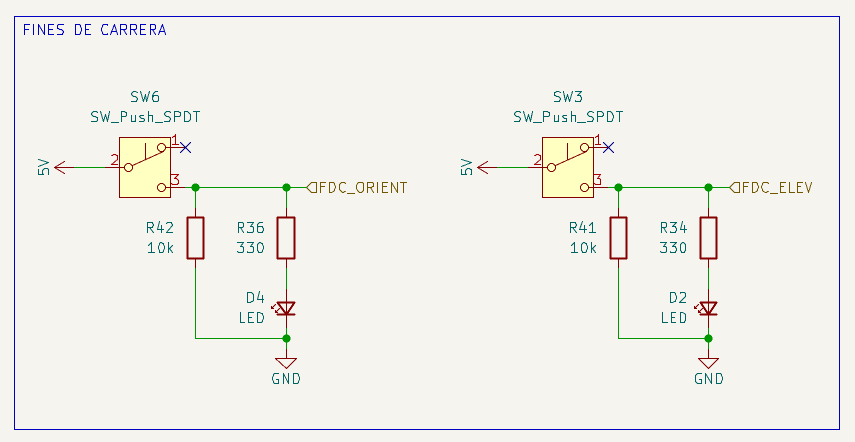 FINES DE CARRERA
SW6
SW_Push_SPDT
5V
2
1
3
FDC_ORIENT
R42
10k
R36
330
D4
LED
GND
SW3
SW_Push_SPDT
5V
2
1
3
FDC_ELEV
R41
10k
R34
330
D2
LED
GND